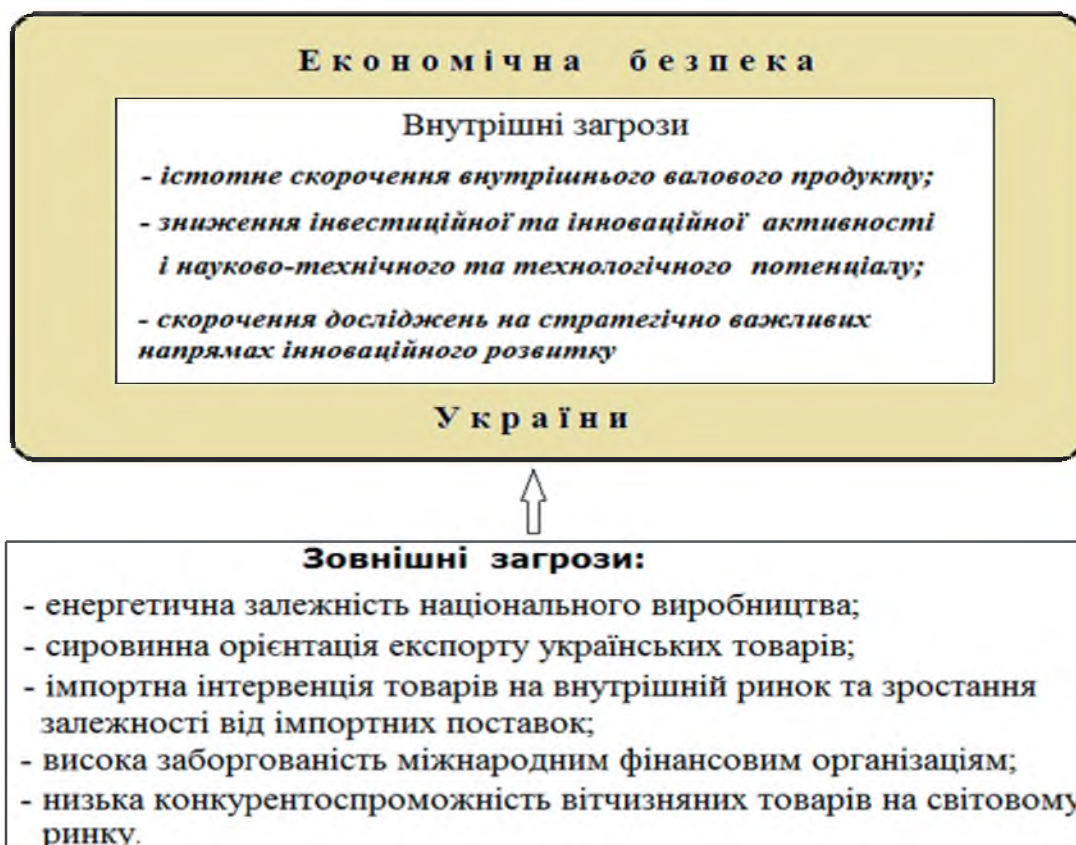 Економічна безпека
Внутрішні загрози
- істотне скорочення внутрішнього валового продукту;
- зниження інвестиційної та інноваційної активності
і науково-технічного та технологічного потенціалу;
- скорочення досліджень на стратегічно важливих
напрямах інноваційного розвитку
України
Зовнішні загрози:
- енергетична залежність національного виробництва;
- сировинна орієнтація експорту українських товарів;
- імпортна інтервенція товарів на внутрішній ринок та зростання
залежності від імпортних поставок;
- висока заборгованість міжнародним фінансовим організаціям;
- низька конкурентоспроможність вітчизняних товарів на світовому
ринку.